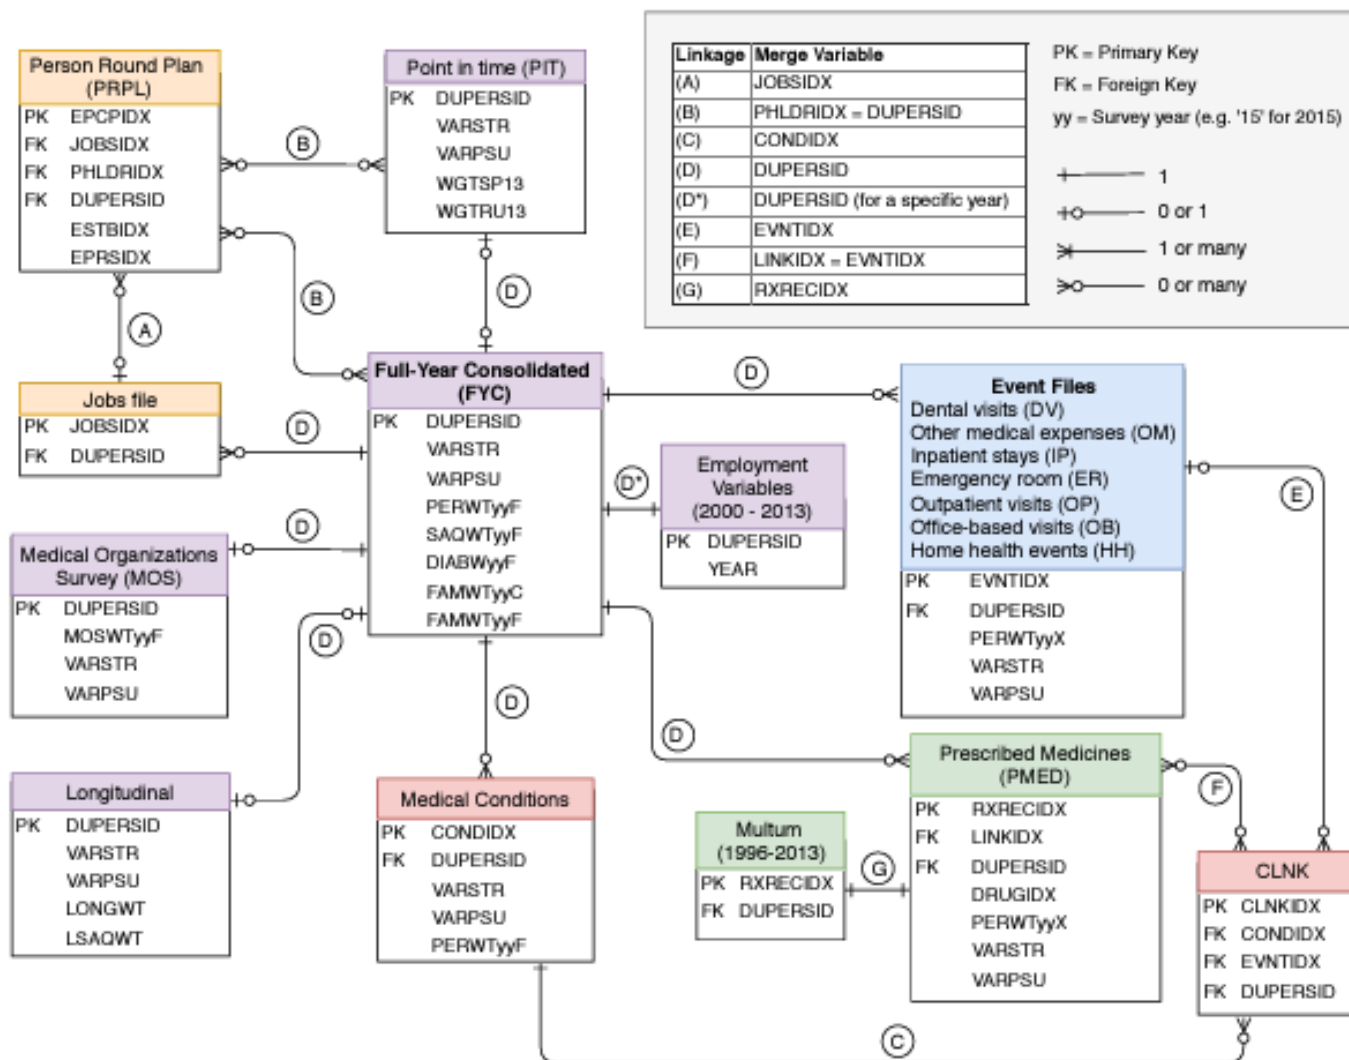 Person Round Plan
(PRPL)
PK EPCPIDX
FK JOBSIDX
FK PHLDRIDX
FK DUPERSID
ESTBIDX
EPRSIDX
Point in time (PIT)
PK DUPERSID
VARSTR
VARPSU
WGTSP13
WGTRU13
Linkage Merge Variable
(A) JOBSIDX
(B) PHLDRIDX = DUPERSID
(C) CONDIDX
(D) DUPERSID
(D*) DUPERSID (for a specific year)
(E) EVNTIDX
(F) LINKIDX = EVNTIDX
(G) RXRECIDX
PK = Primary Key
FK = Foreign Key
yy = Survey year (e.g. '15' for 2015)
1
0 or 1
1 or many
0 or many
B
B
D
A
Jobs file
PK JOBSIDX
FK DUPERSID
D
Full-Year Consolidated
(FYC)
PK DUPERSID
VARSTR
VARPSU
PERWTyyF
SAQWTyyF
DIABWyyF
FAMWTyyC
FAMWTyyF
D
Event Files
Dental visits (DV)
Other medical expenses (OM)
Inpatient stays (IP)
Emergency room (ER)
Outpatient visits (OP)
Office-based visits (OB)
Home health events (HH)
PK EVNTIDX
FK DUPERSID
PERWTyyX
VARSTR
VARPSU
D*
Employment
Variables
(2000 - 2013)
PK DUPERSID
YEAR
E
Medical Organizations
Survey (MOS)
PK DUPERSID
MOSWTyyF
VARSTR
VARPSU
D
D
D
D
Longitudinal
PK DUPERSID
VARSTR
VARPSU
LONGWT
LSAQWT
Medical Conditions
PK CONDIDX
FK DUPERSID
VARSTR
VARPSU
PERWTyyF
Multum
(1996-2013)
PK RXRECIDX
FK DUPERSID
G
Prescribed Medicines
(PMED)
PK RXRECIDX
FK LINKIDX
FK DUPERSID
DRUGIDX
PERWTyyX
VARSTR
VARPSU
F
CLNK
PK CLNKIDX
FK CONDIDX
FK EVNTIDX
FK DUPERSID
C